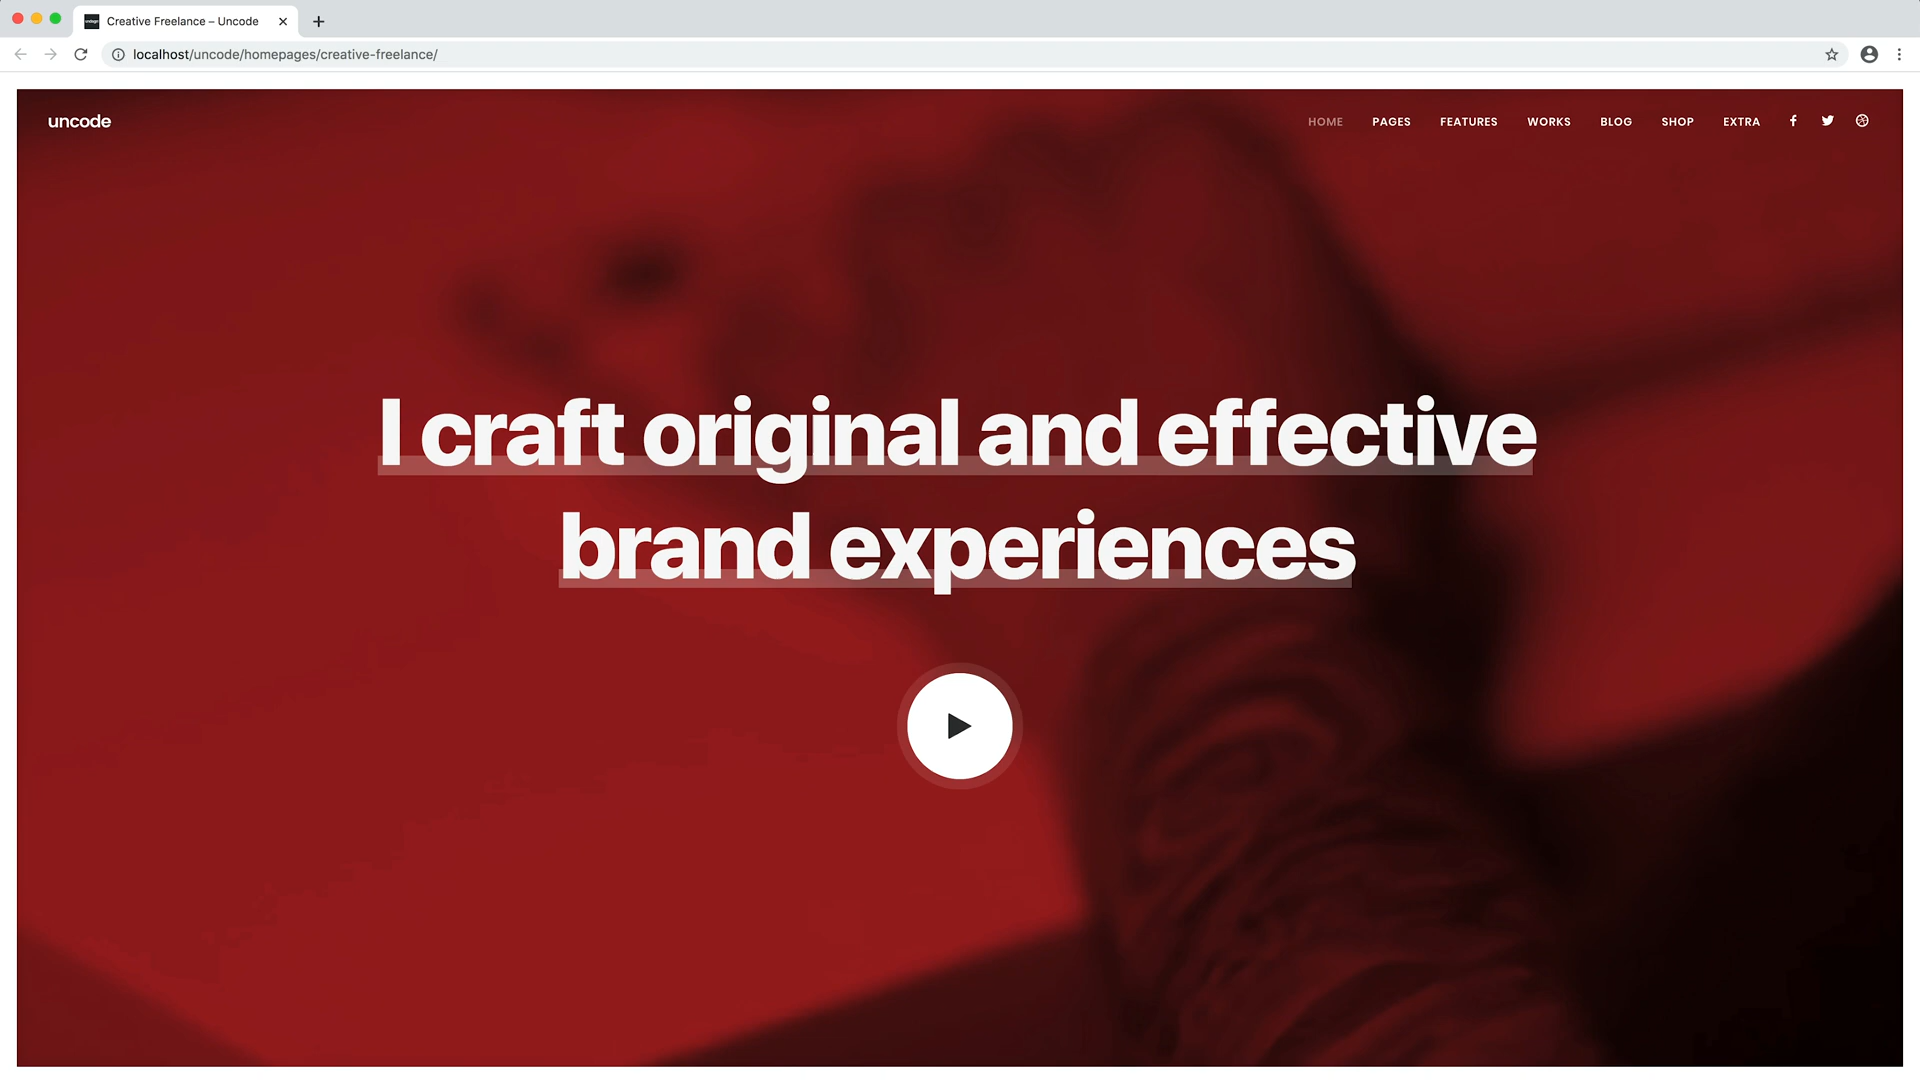 Creative Freelance – Uncode
localhost/uncode/homepages/creative-freelance/
uncode
HOME PAGES FEATURES WORKS BLOG SHOP EXTRA
I craft original and effective
brand experiences